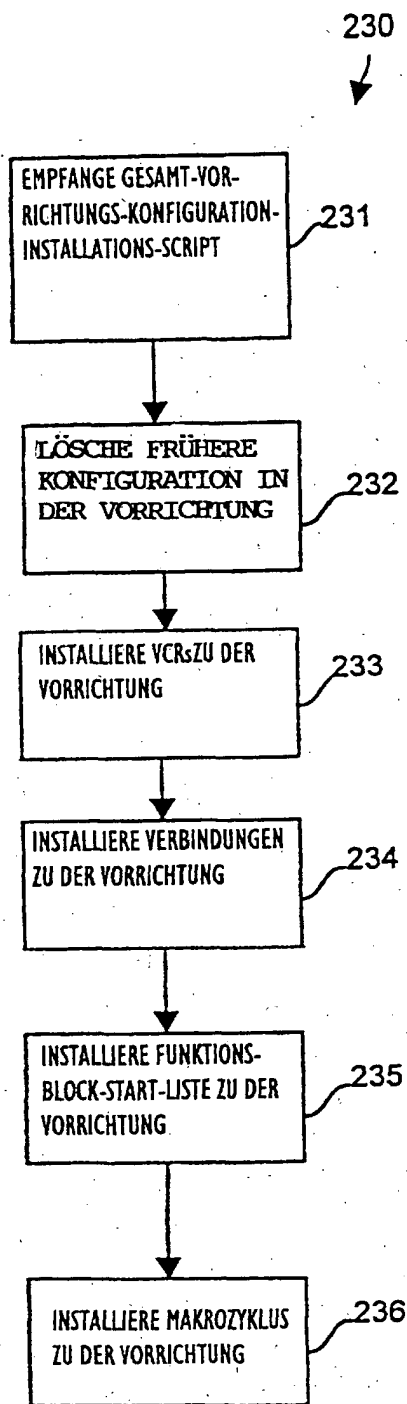 230
EMPFANGE GESAMT-VOR-
RICHTUNGS-KONFIGURATION-
INSTALLATIONS-SCRIPT
231
LÖSCHE FRÜHERE
KONFIGURATION IN
DER VORRICHTUNG
232
INSTALLIERE VCRsZU DER
VORRICHTUNG
233
INSTALLIERE VERBINDUNGEN
ZU DER VORRICHTUNG
234
INSTALLIERE FUNKTIONS-
BLOCK-START-LISTE ZU DER
VORRICHTUNG
235
INSTALLIERE MAKROZYKLUS
ZU DER VORRICHTUNG
236